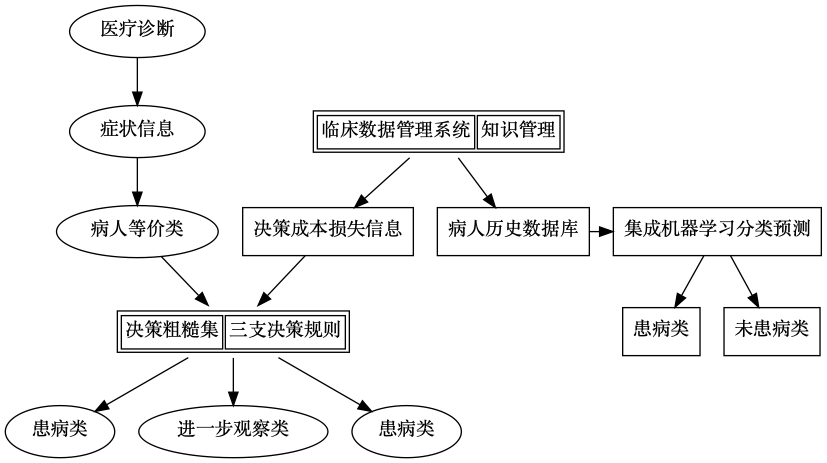 医疗诊断
症状信息
临床数据管理系统 知识管理
病人等价类
决策成本损失信息
病人历史数据库
集成机器学习分类预测
决策粗糙集 三支决策规则
患病类
未患病类
患病类
进一步观察类
患病类